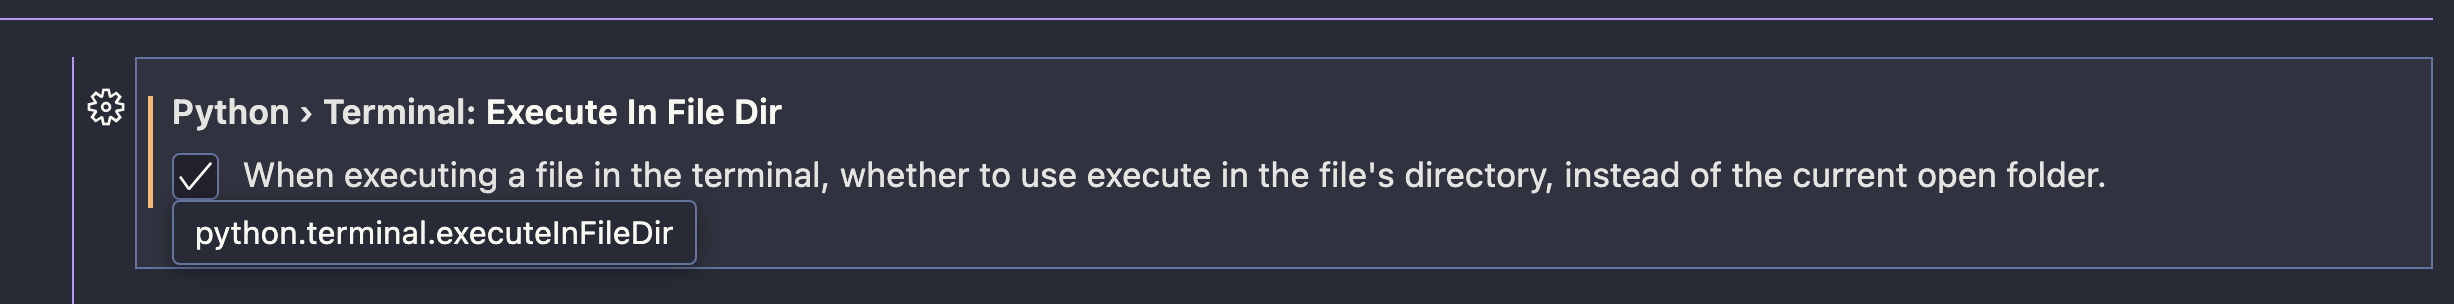 Python › Terminal: Execute In File Dir
When executing a file in the terminal, whether to use execute in the file's directory, instead of the current open folder.
python.terminal.executeInFileDir